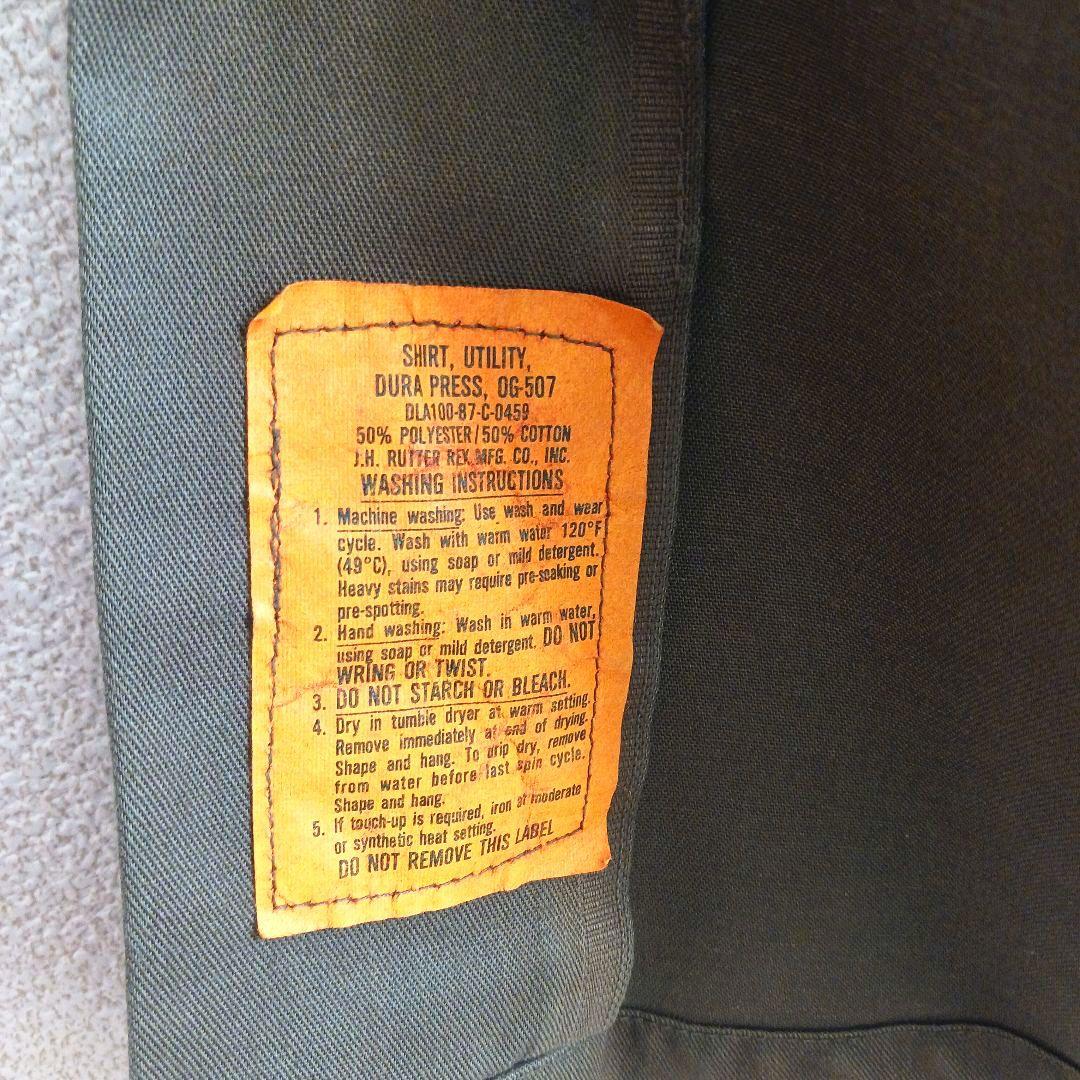 SHIRT, UTILITY,
DURA PRESS, OG-507
DLA100-87-C-0459
50% POLYESTER/50% COTTON
J.H. RUTTER REX MFG. CO., INC.
WASHING INSTRUCTIONS
1. Machine washing: Use wash and wear
cycle. Wash with warm water 120°F
(49°C), using soap or mild detergent.
Heavy stains may require pre-soaking or
pre-spotting.
2. Hand washing: Wash in warm water,
using soap or mild detergent. DO NOT
WRING OR TWIST.
3. DO NOT STARCH OR BLEACH.
4. Dry in tumble dryer at warm setting.
Remove immediately at end of drying.
Shape and hang. To drip dry, remove
from water before last spin cycle.
Shape and hang.
5. If touch-up is required, iron at moderate
or synthetic heat setting.
DO NOT REMOVE THIS LABEL